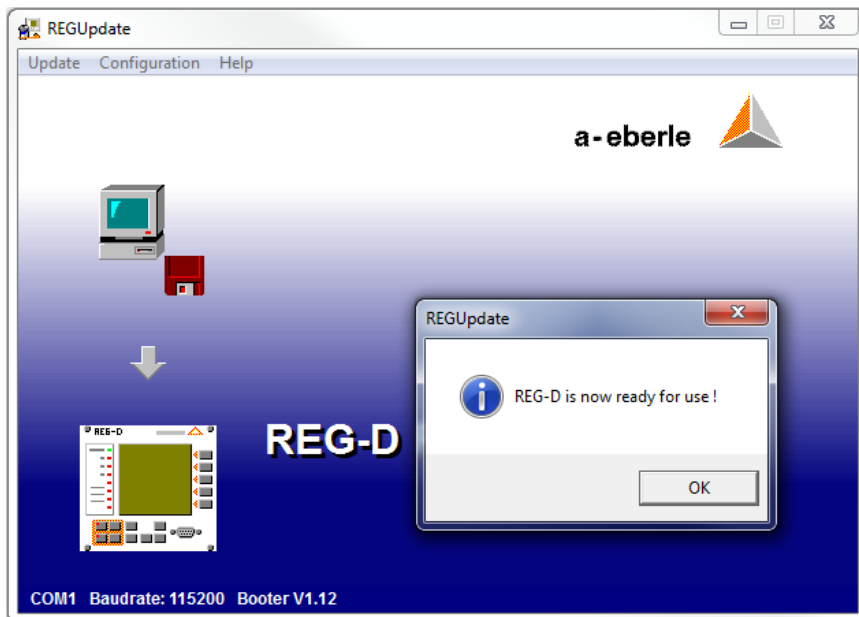 REGUpdate
Update Configuration Help
a-eberle
REGUpdate
REG-D is now ready for use !
OK
REG-D
REG-D
COM1 Baudrate: 115200 Booter V1.12